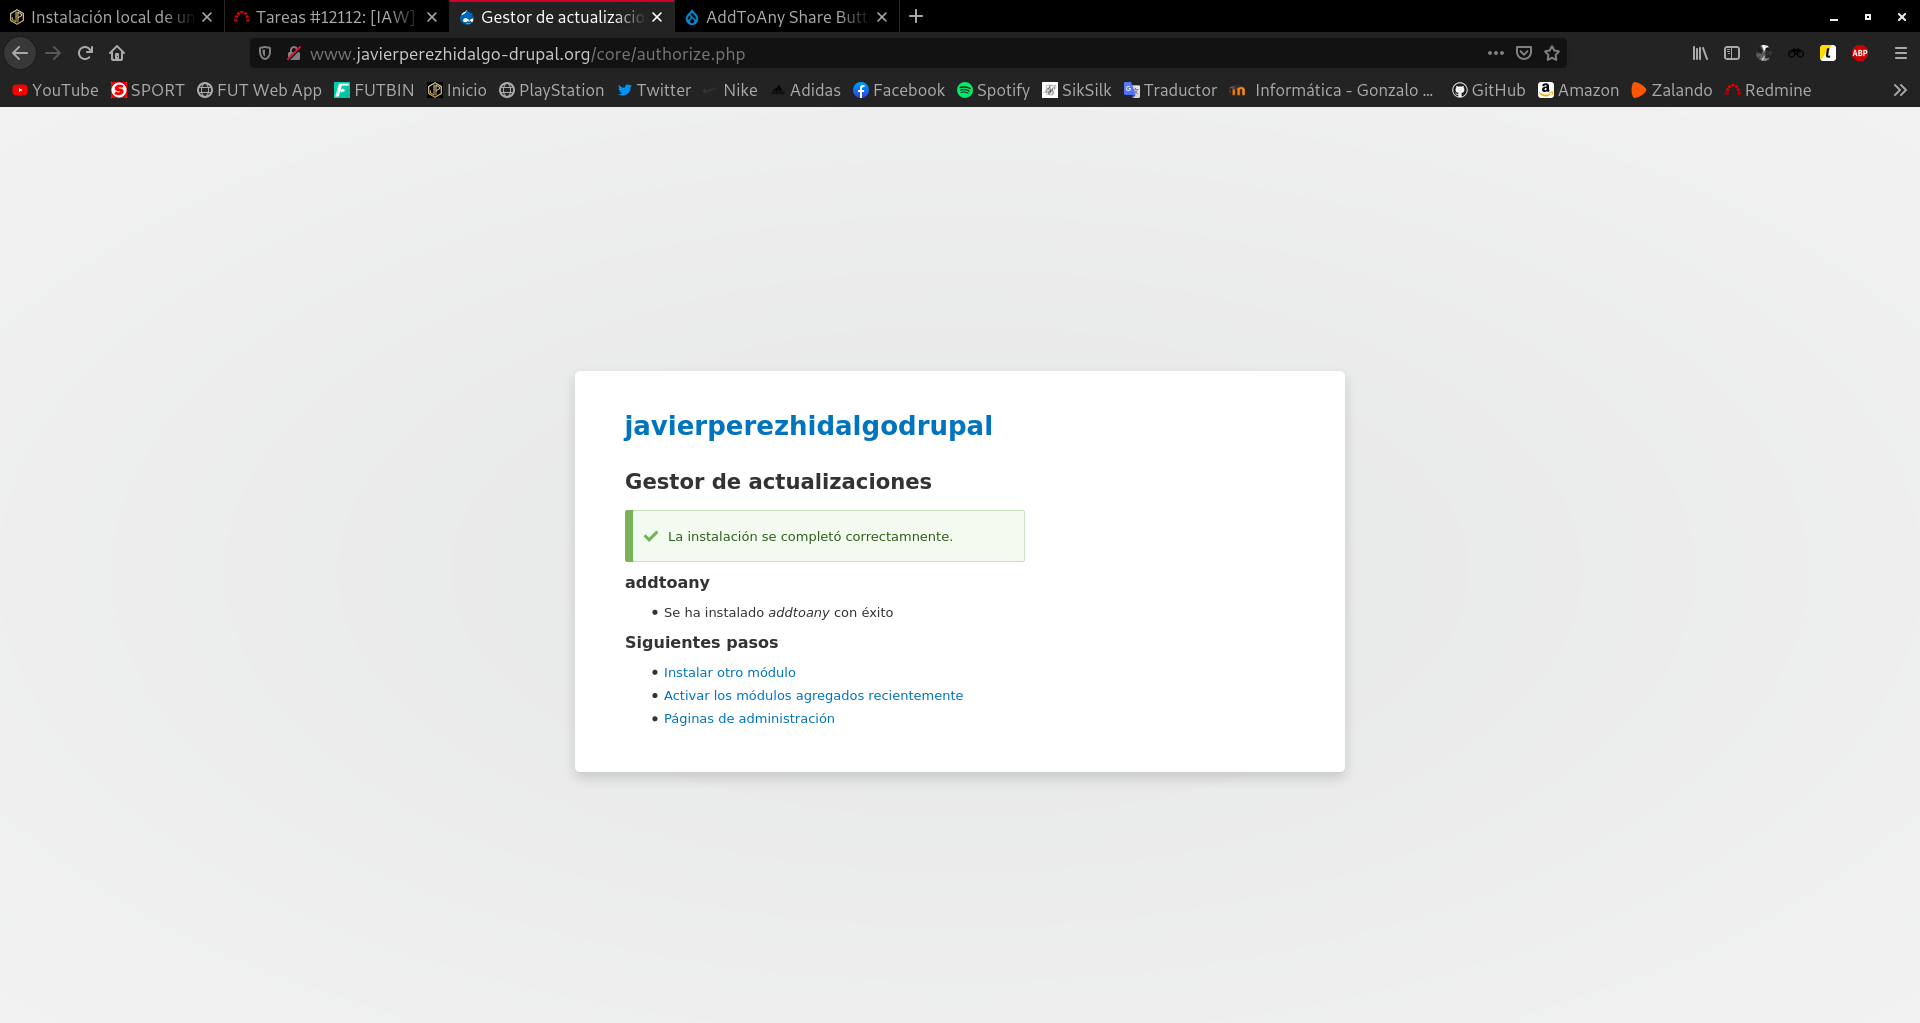 Instalación local de un
Tareas #12112: [IAW]
Gestor de actualizacio
AddToAny Share Butt
www.javierperezhidalgo-drupal.org/core/authorize.php
ABP
YouTube
SPORT
FUT Web App
FUTBIN
Inicio
PlayStation
Twitter
Nike
Adidas
Facebook
Spotify
SikSilk
Traductor
Informática - Gonzalo ...
GitHub
Amazon
Zalando
Redmine
javierperezhidalgodrupal
Gestor de actualizaciones
La instalación se completó correctamnente.
addtoany
Se ha instalado addtoany con éxito
Siguientes pasos
Instalar otro módulo
Activar los módulos agregados recientemente
Páginas de administración